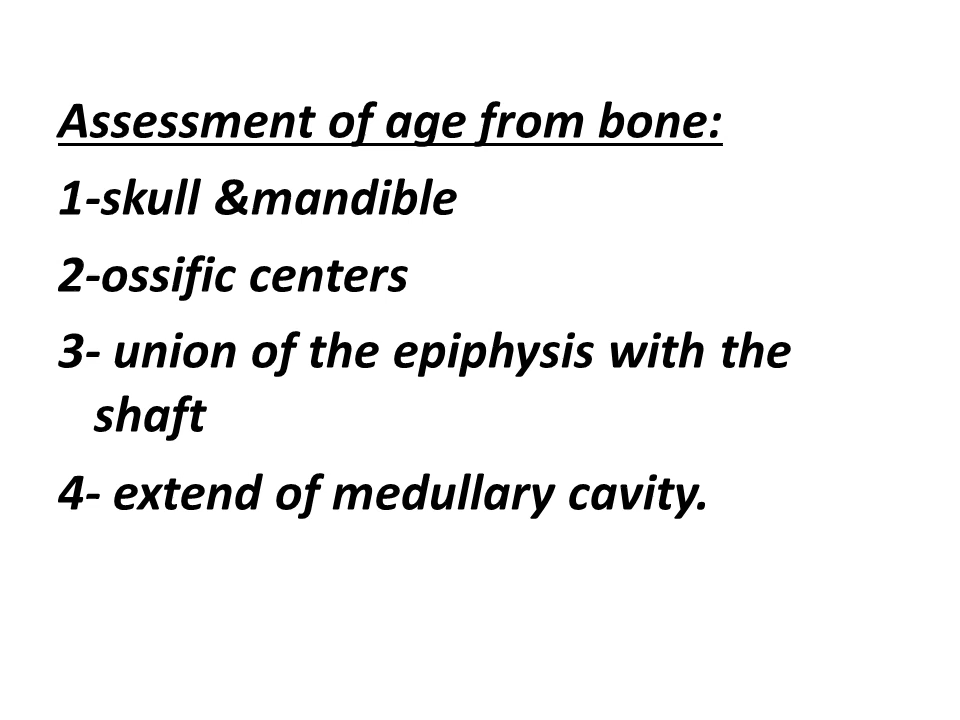 Assessment of age from bone:
1-skull &mandible
2-ossific centers
3- union of the epiphysis with the
shaft
4- extend of medullary cavity.